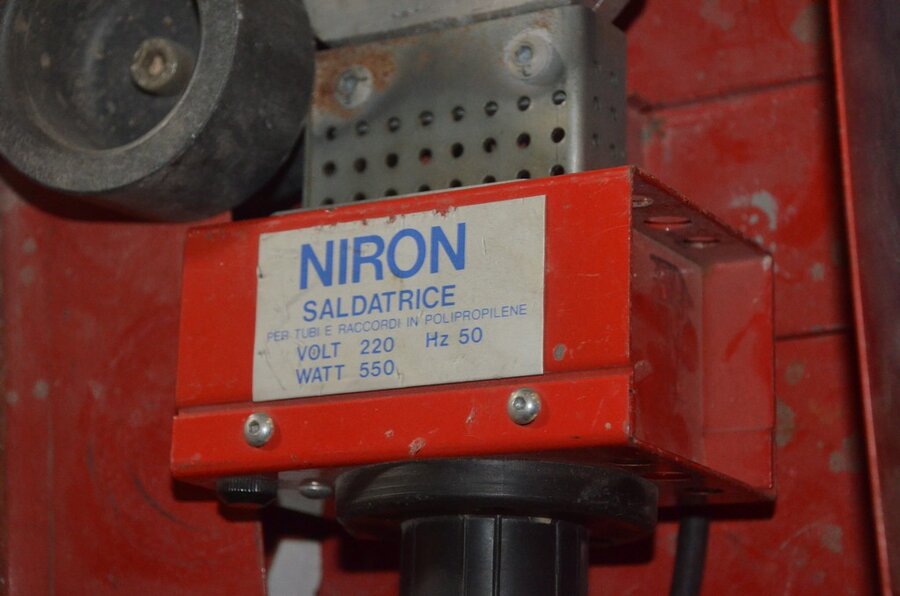 NIRON
SALDATRICE
PER TUBI E RACCORDI IN POLIPROPILENE
VOLT 220 Hz 50
WATT 550